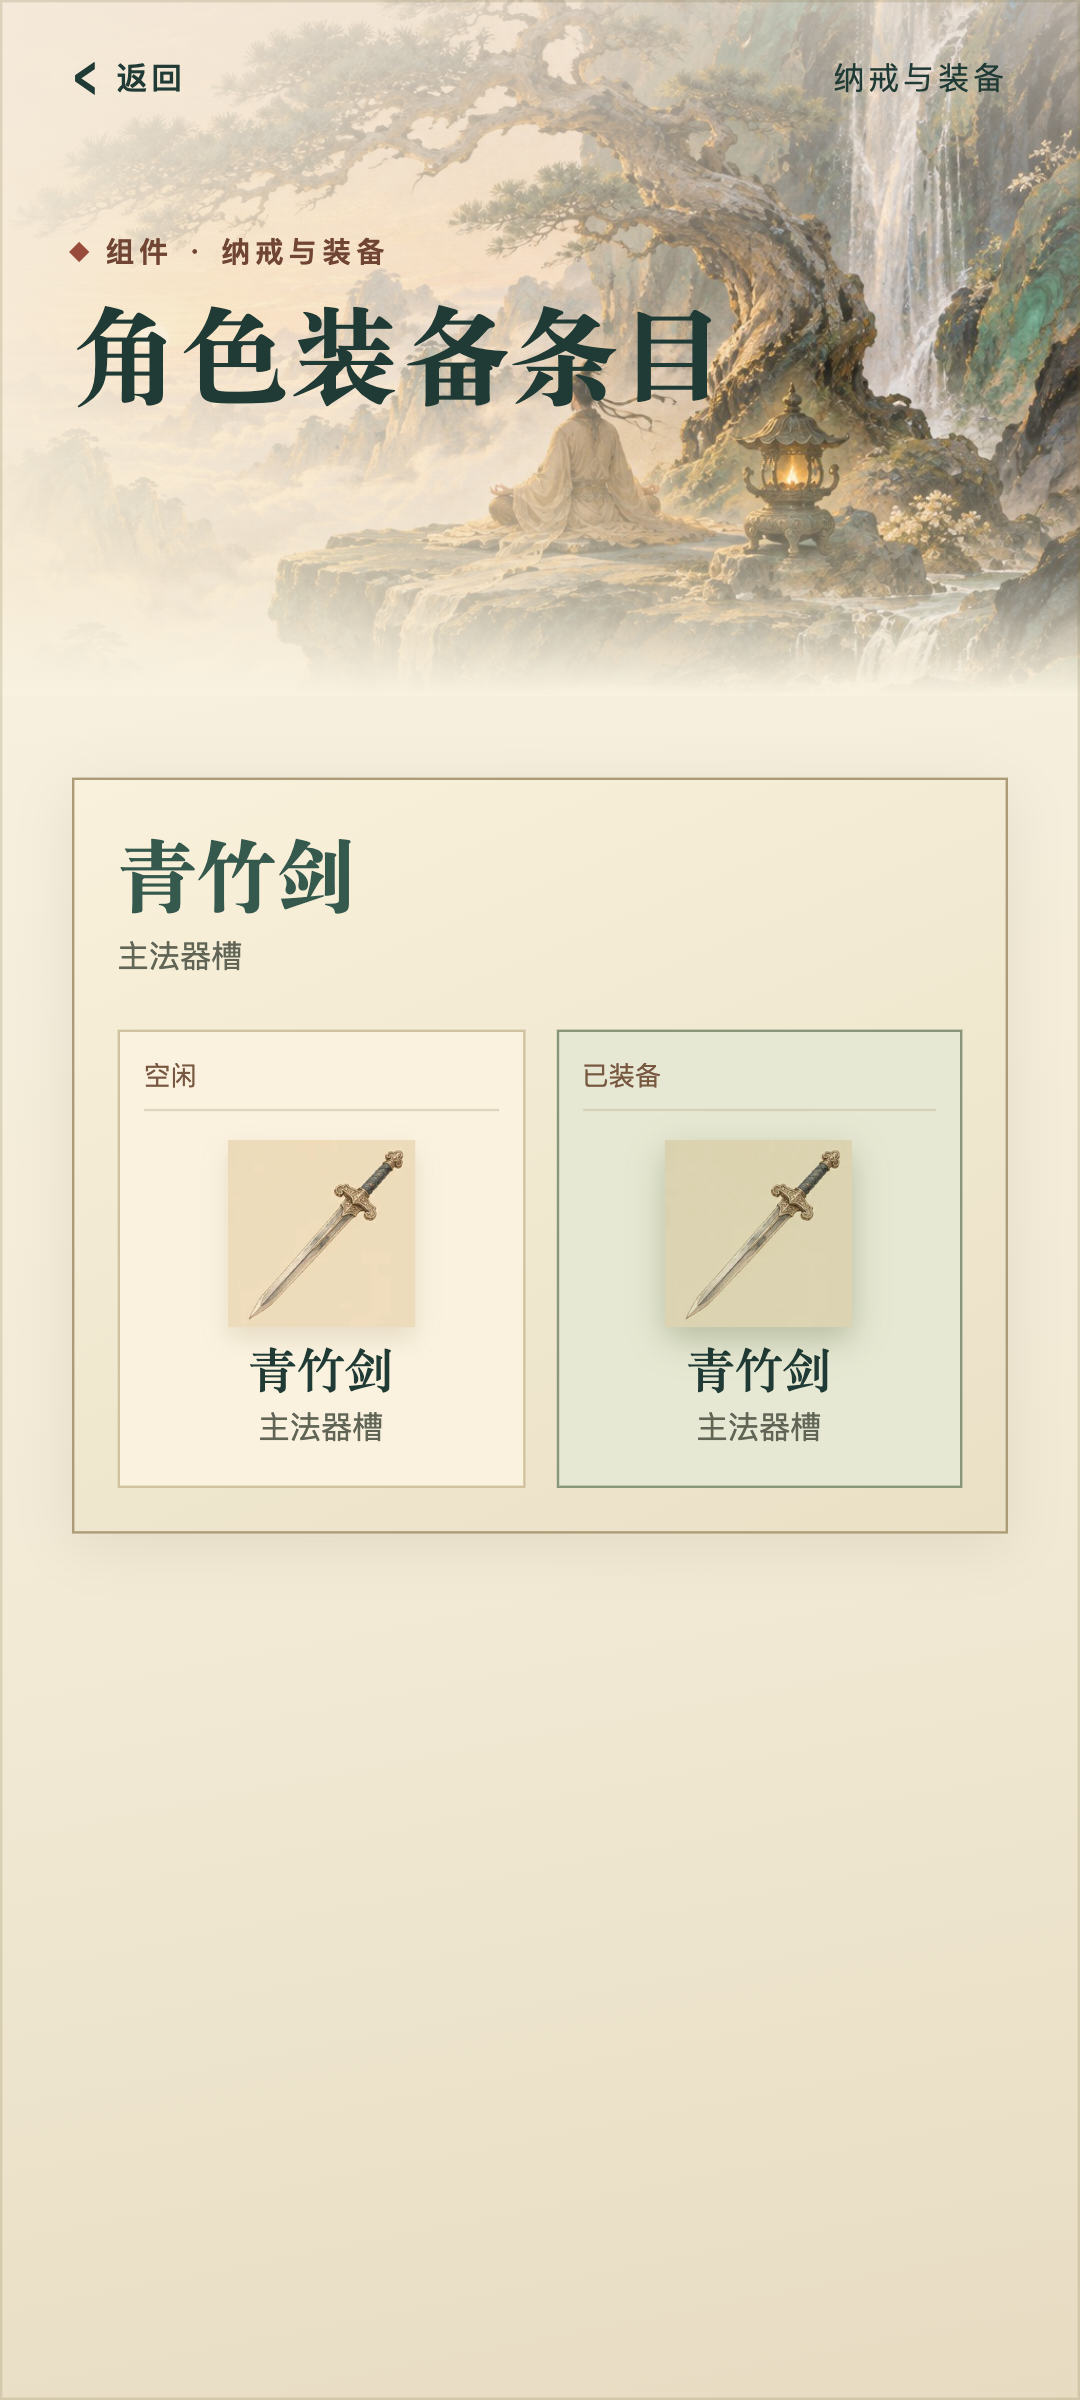 返回
纳戒与装备
组件 · 纳戒与装备
角色装备条目
青竹剑
主法器槽
空闲
青竹剑
主法器槽
已装备
青竹剑
主法器槽